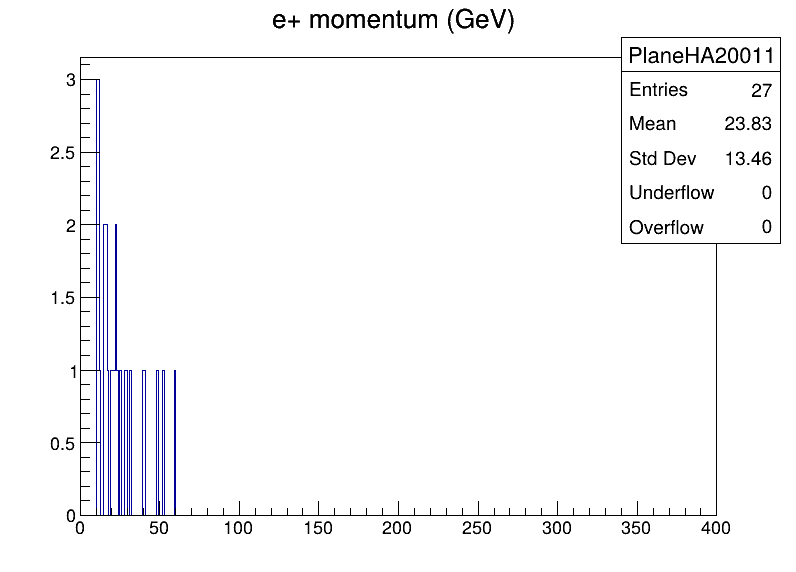 e+ momentum (GeV)
PlaneHA20011
Entries 27
Mean 23.83
Std Dev 13.46
Underflow 0
Overflow 0
3
2.5
2
1.5
1
0.5
0
0 50 100 150 200 250 300 350 400